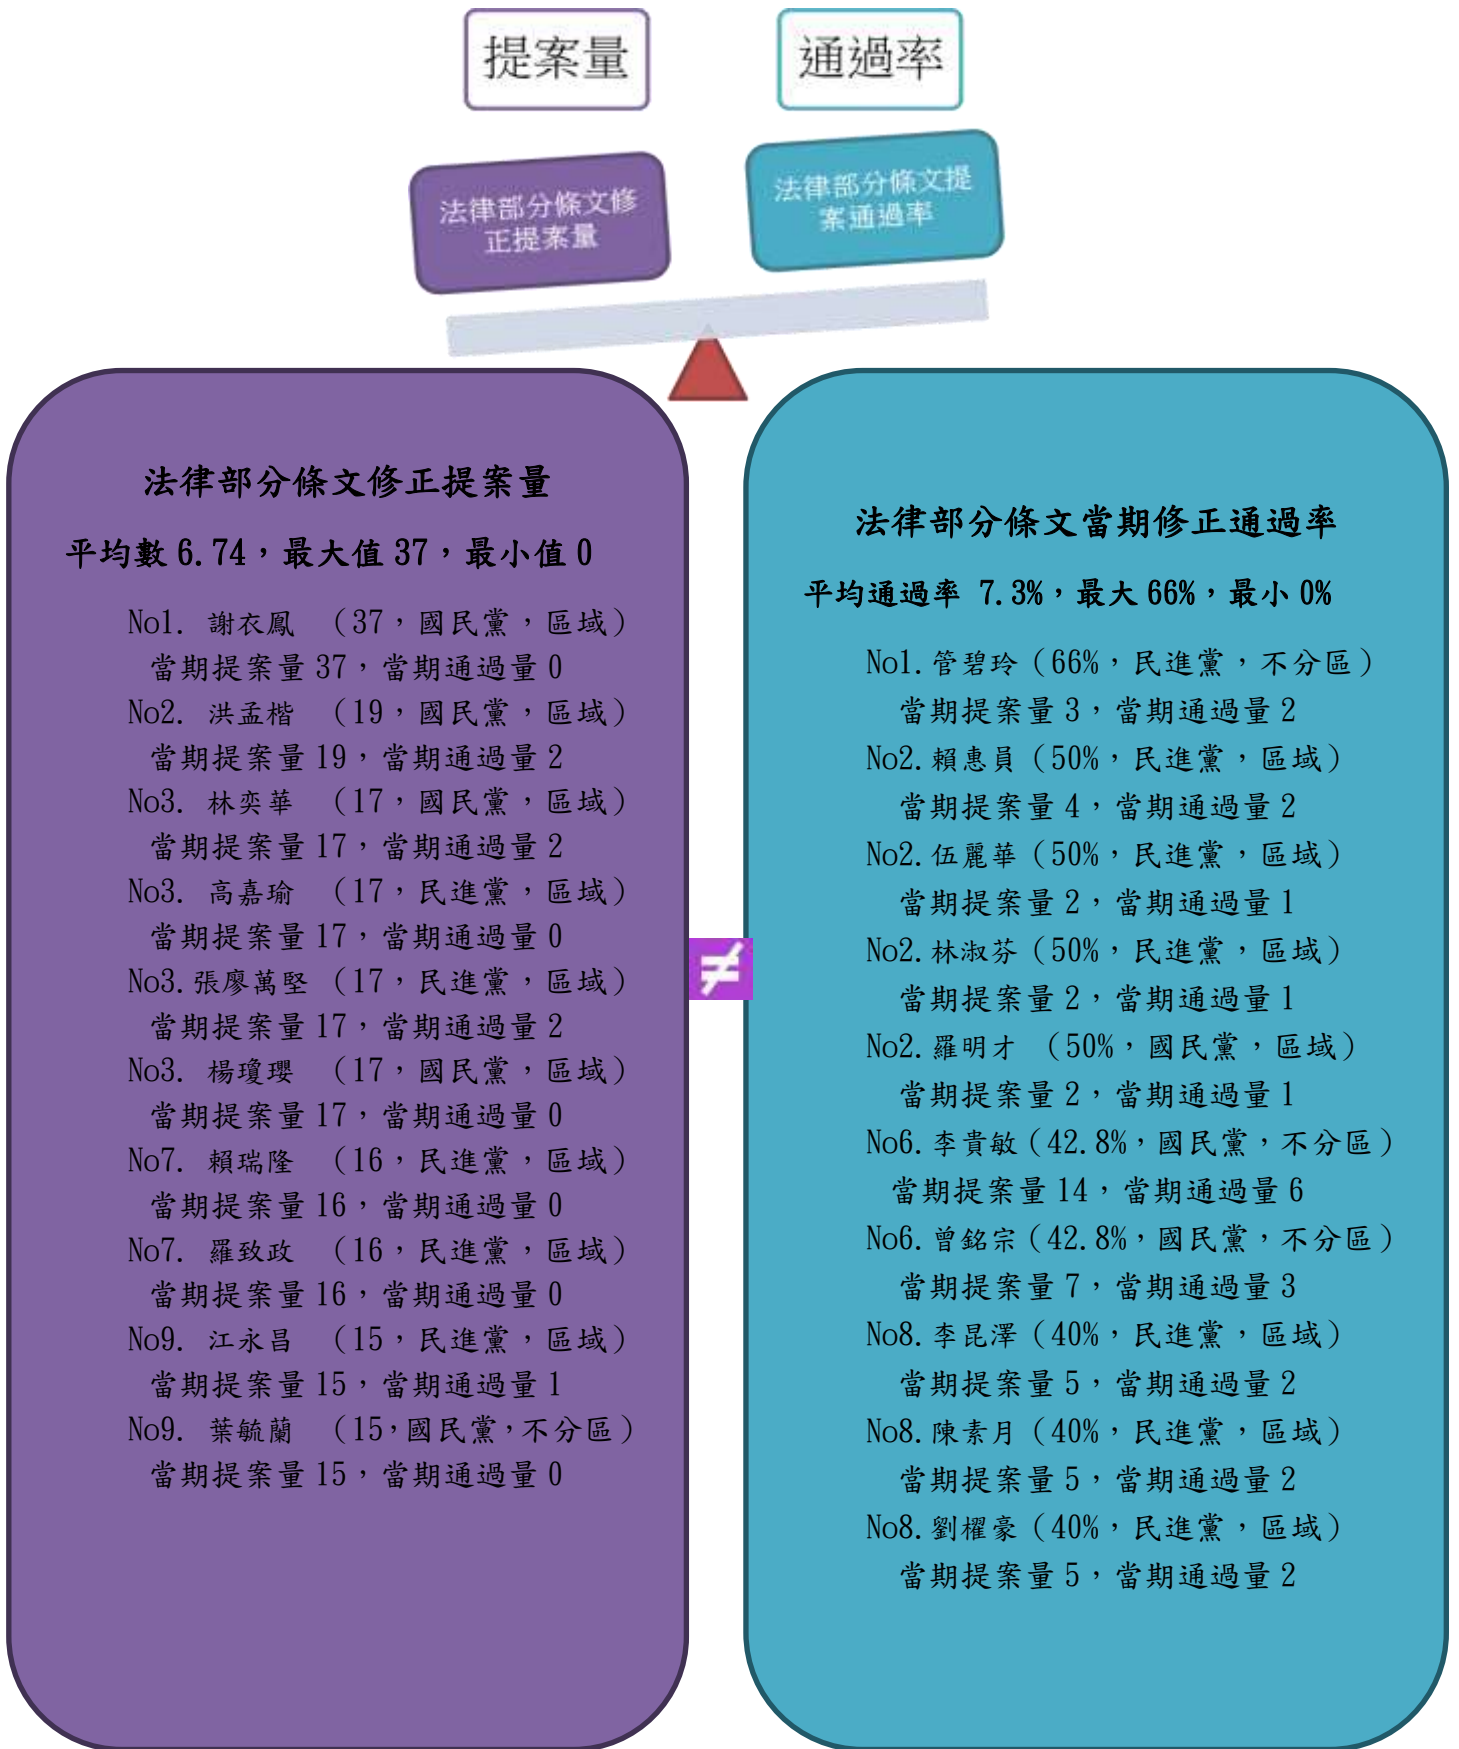 提案量
通過率
法律部分條文修
正提案量
法律部分條文提
案通過率
法律部分條文修正提案量
平均數 6.74，最大值 37，最小值 0
No1. 謝衣鳳 （37，國民黨，區域）
當期提案量 37，當期通過量 0
No2. 洪孟楷 （19，國民黨，區域）
當期提案量 19，當期通過量 2
No3. 林奕華 （17，國民黨，區域）
當期提案量 17，當期通過量 2
No3. 高嘉瑜 （17，民進黨，區域）
當期提案量 17，當期通過量 0
No3.張廖萬堅 （17，民進黨，區域）
當期提案量 17，當期通過量 2
No3. 楊瓊瓔 （17，國民黨，區域）
當期提案量 17，當期通過量 0
No7. 賴瑞隆 （16，民進黨，區域）
當期提案量 16，當期通過量 0
No7. 羅致政 （16，民進黨，區域）
當期提案量 16，當期通過量 0
No9. 江永昌 （15，民進黨，區域）
當期提案量 15，當期通過量 1
No9. 葉毓蘭 （15，國民黨，不分區）
當期提案量 15，當期通過量 0
≠
法律部分條文當期修正通過率
平均通過率 7.3%，最大 66%，最小 0%
No1.管碧玲（66%，民進黨，不分區）
當期提案量 3，當期通過量 2
No2.賴惠員（50%，民進黨，區域）
當期提案量 4，當期通過量 2
No2.伍麗華（50%，民進黨，區域）
當期提案量 2，當期通過量 1
No2.林淑芬（50%，民進黨，區域）
當期提案量 2，當期通過量 1
No2.羅明才 （50%，國民黨，區域）
當期提案量 2，當期通過量 1
No6.李貴敏（42.8%，國民黨，不分區）
當期提案量 14，當期通過量 6
No6.曾銘宗（42.8%，國民黨，不分區）
當期提案量 7，當期通過量 3
No8.李昆澤（40%，民進黨，區域）
當期提案量 5，當期通過量 2
No8.陳素月（40%，民進黨，區域）
當期提案量 5，當期通過量 2
No8.劉櫂豪（40%，民進黨，區域）
當期提案量 5，當期通過量 2